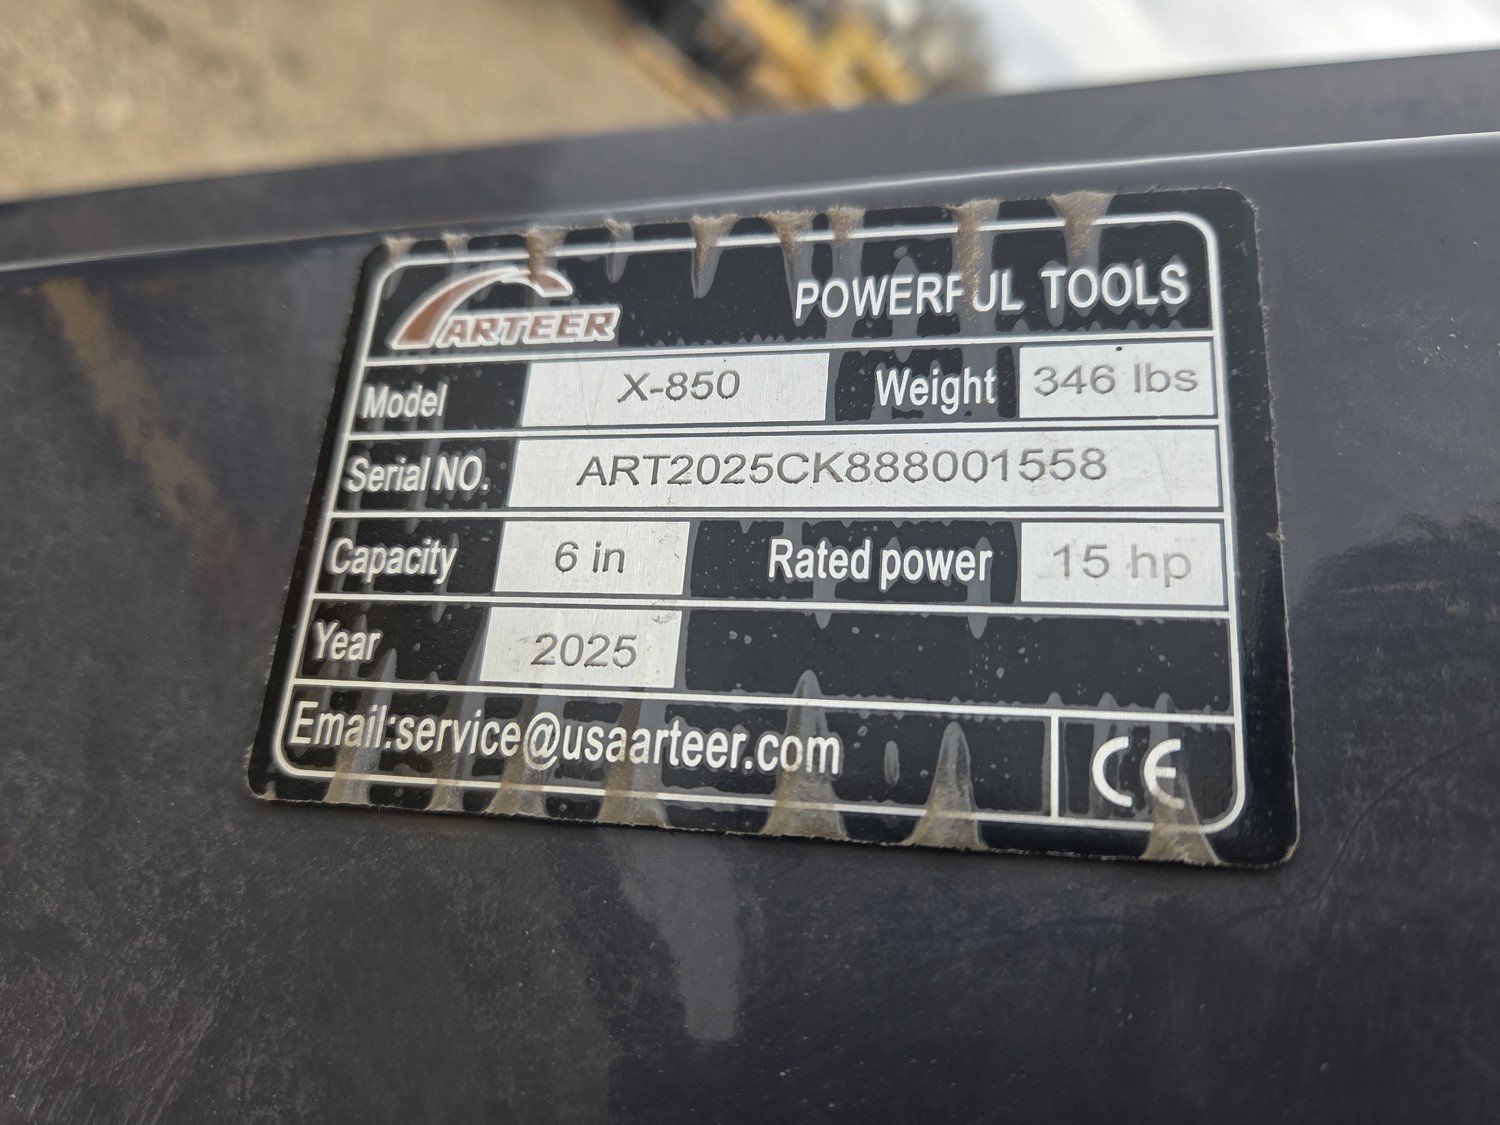 ARTEER POWERFUL TOOLS
Model X-850 Weight 346 lbs
Serial NO. ART2025CK888001558
Capacity 6 in Rated power 15 hp
Year 2025
Email:service@usaarteer.com CE